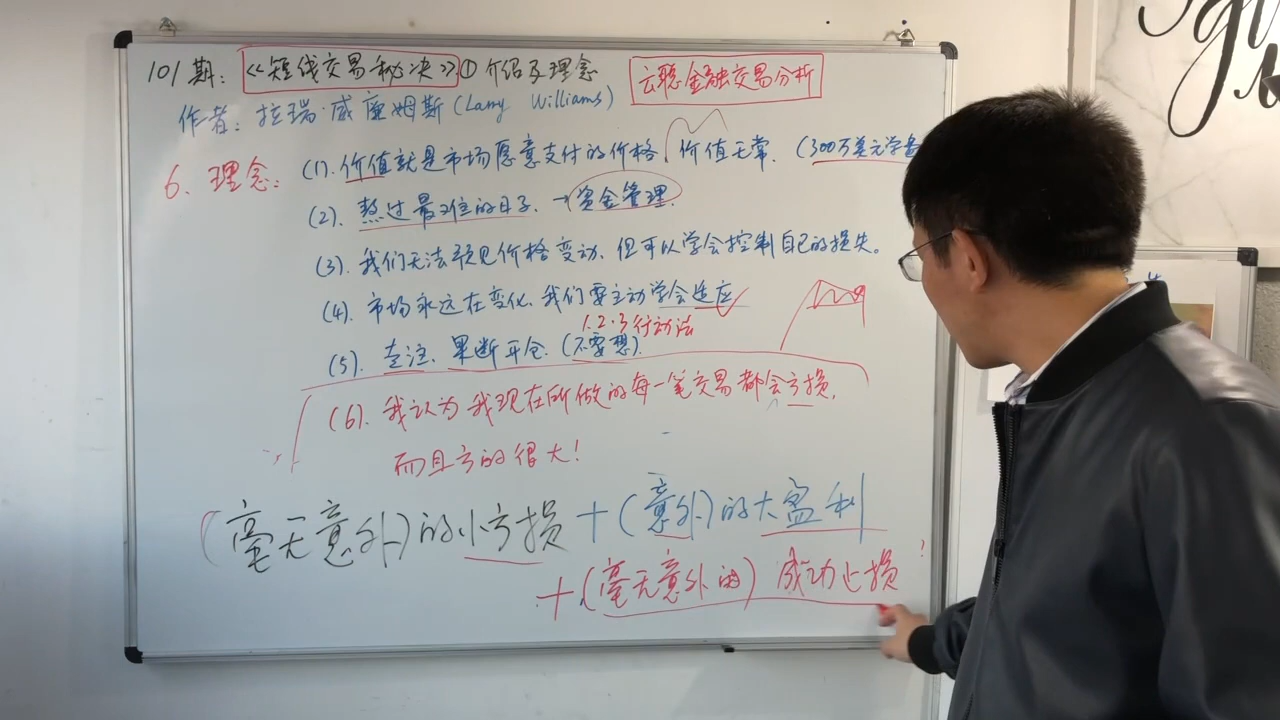 101期:《短线交易秘决》① 介绍及理念 云聪金融交易分析
作者:拉瑞·威廉姆斯(Larry Williams)
6. 理念: (1). 价值就是市场愿意支付的价格. 价值无常. (300万美元学
(2). 熬过最难的日子. → 资金管理.
(3). 我们无法预见价格变动. 但可以学会控制自己的损失。
(4). 市场永远在变化. 我们要主动学会适应
1.2.3行动法
(5). 专注. 果断平仓. (不要想).
(6). 我认为我现在所做的每一笔交易都会亏损.
而且亏的很大!
(毫无意外)的小亏损 + (意外)的大盈利
+ (毫无意外的) 成功止损